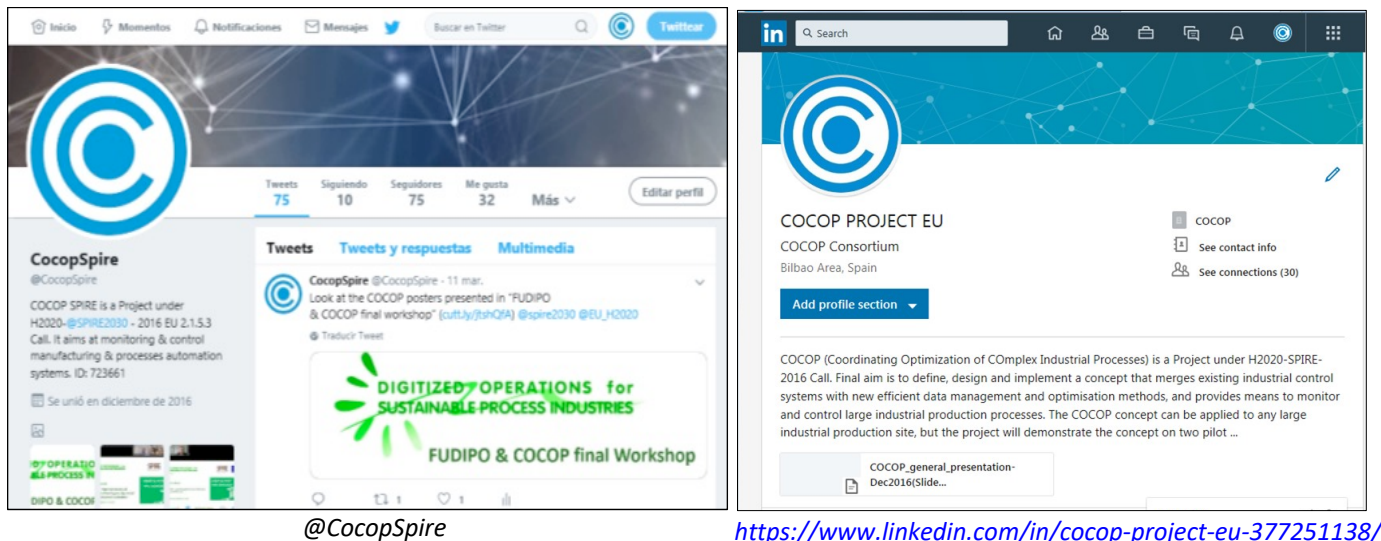 Inicio Momentos Notificaciones Mensajes Buscar en Twitter Twittear
Tweets Siguiendo Seguidores Me gusta
75 10 75 32 Más
Editar perfil
CocopSpire
@CocopSpire
COCOP SPIRE is a Project under
H2020-@SPIRE2030 - 2016 EU 2.1.5.3
Call. It aims at monitoring & control
manufacturing & processes automation
systems. ID: 723661
Se unió en diciembre de 2016
Tweets Tweets y respuestas Multimedia
CocopSpire @CocopSpire - 11 mar.
Look at the COCOP posters presented in "FUDIPO
& COCOP final workshop" (cutt.ly/jtshQfA) @spire2030 @EU_H2020
Traducir Tweet
DIGITIZED OPERATIONS for
SUSTAINABLE PROCESS INDUSTRIES
FUDIPO & COCOP final Workshop
1 1
@CocopSpire
in Search
COCOP PROJECT EU
COCOP Consortium
Bilbao Area, Spain
Add profile section
COCOP
See contact info
See connections (30)
COCOP (Coordinating Optimization of COmplex Industrial Processes) is a Project under H2020-SPIRE-
2016 Call. Final aim is to define, design and implement a concept that merges existing industrial control
systems with new efficient data management and optimisation methods, and provides means to monitor
and control large industrial production processes. The COCOP concept can be applied to any large
industrial production site, but the project will demonstrate the concept on two pilot ...
COCOP_general_presentation-
Dec2016(Slide...
https://www.linkedin.com/in/cocop-project-eu-377251138/